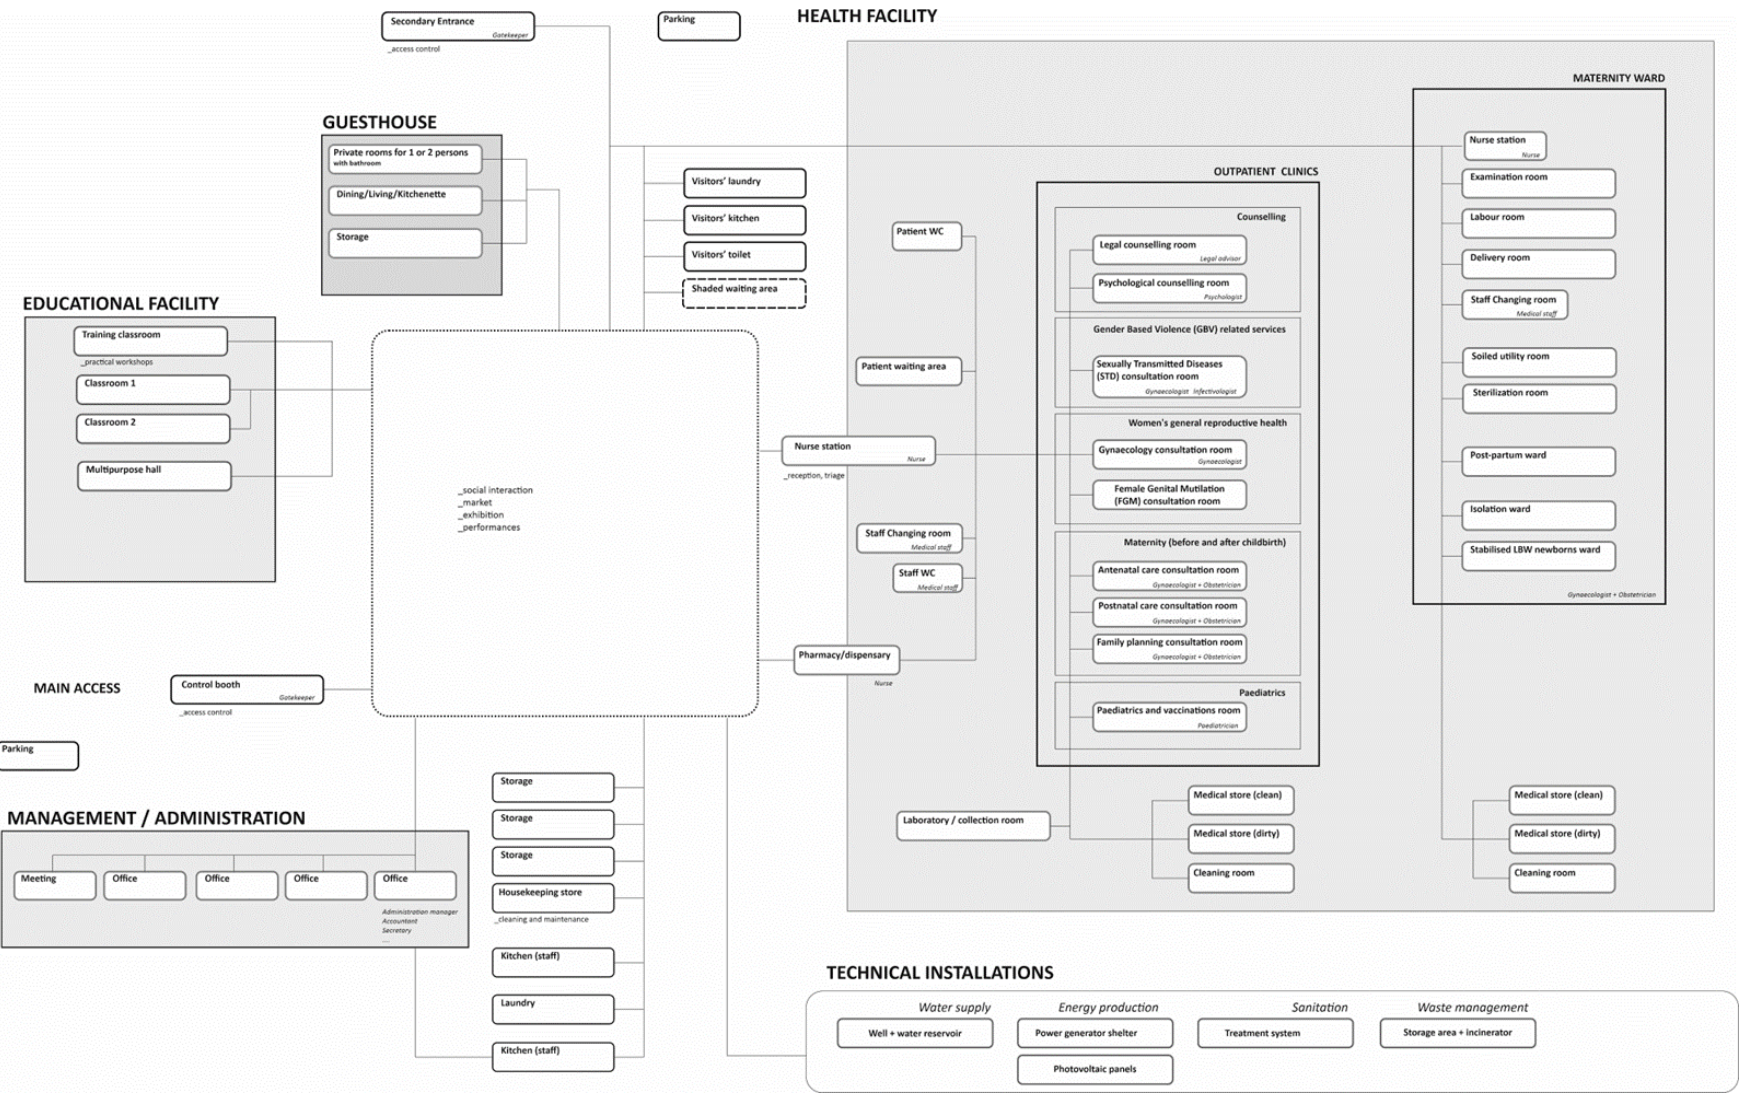 HEALTH FACILITY
Secondary Entrance
Gatekeeper
_access control
Parking
GUESTHOUSE
Private rooms for 1 or 2 persons
with bathroom
Dining/Living/Kitchenette
Storage
Visitors' laundry
Visitors' kitchen
Visitors' toilet
Shaded waiting area
EDUCATIONAL FACILITY
Training classroom
_practical workshops
Classroom 1
Classroom 2
Multipurpose hall
_social interaction
_market
_exhibition
_performances
MAIN ACCESS
Control booth
Gatekeeper
_access control
Parking
MANAGEMENT / ADMINISTRATION
Meeting
Office
Office
Office
Office
Administration manager
Accountant
Secretary
...
Storage
Storage
Storage
Housekeeping store
_cleaning and maintenance
Kitchen (staff)
Laundry
Kitchen (staff)
Patient WC
Patient waiting area
Nurse station
Nurse
_reception, triage
Staff Changing room
Medical staff
Staff WC
Medical staff
Pharmacy/dispensary
Nurse
OUTPATIENT CLINICS
Counselling
Legal counselling room
Legal advisor
Psychological counselling room
Psychologist
Gender Based Violence (GBV) related services
Sexually Transmitted Diseases
(STD) consultation room
Gynaecologist Infectivologist
Women's general reproductive health
Gynaecology consultation room
Gynaecologist
Female Genital Mutilation
(FGM) consultation room
Maternity (before and after childbirth)
Antenatal care consultation room
Gynaecologist + Obstetrician
Postnatal care consultation room
Gynaecologist + Obstetrician
Family planning consultation room
Gynaecologist + Obstetrician
Paediatrics
Paediatrics and vaccinations room
Paediatrician
Laboratory / collection room
Medical store (clean)
Medical store (dirty)
Cleaning room
MATERNITY WARD
Nurse station
Nurse
Examination room
Labour room
Delivery room
Staff Changing room
Medical staff
Soiled utility room
Sterilization room
Post-partum ward
Isolation ward
Stabilised LBW newborns ward
Gynaecologist + Obstetrician
Medical store (clean)
Medical store (dirty)
Cleaning room
TECHNICAL INSTALLATIONS
Water supply
Well + water reservoir
Energy production
Power generator shelter
Photovoltaic panels
Sanitation
Treatment system
Waste management
Storage area + incinerator